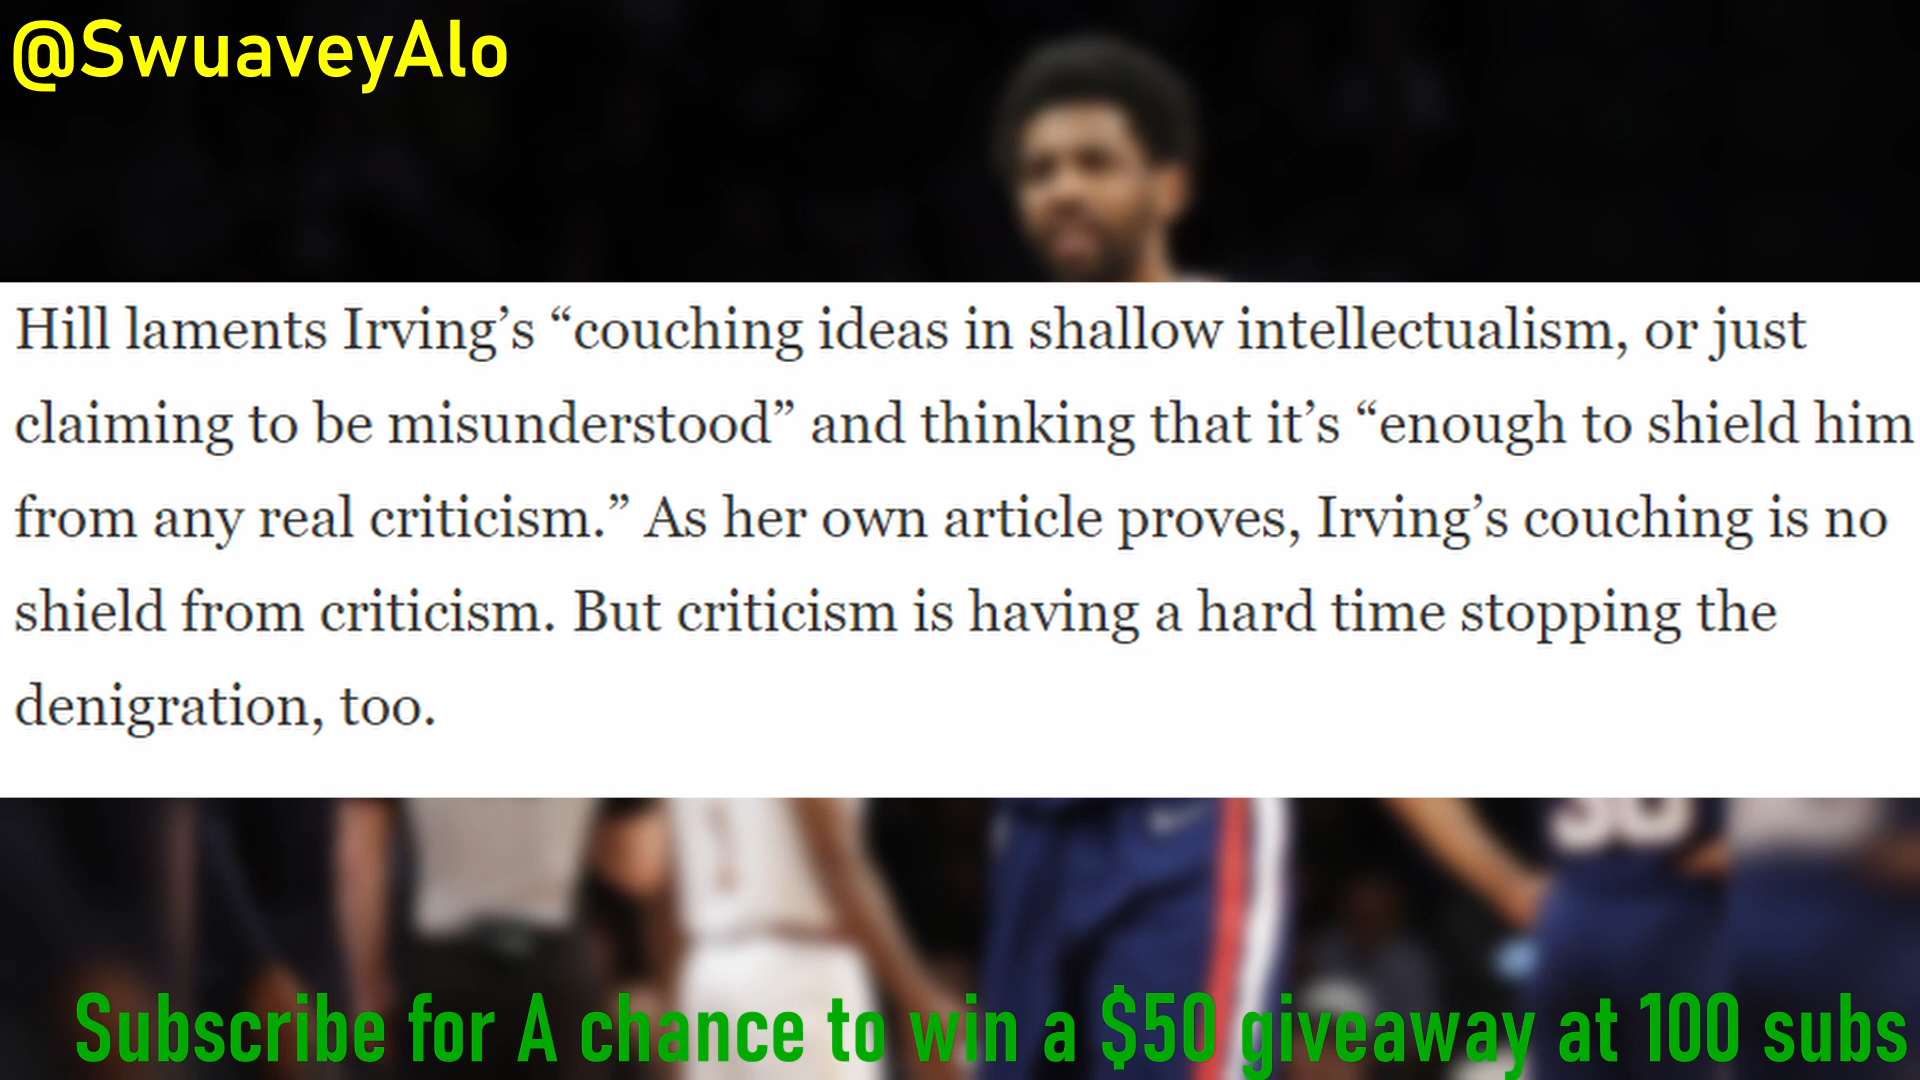 @SwuaveyAlo
Hill laments Irving’s “couching ideas in shallow intellectualism, or just
claiming to be misunderstood” and thinking that it’s “enough to shield him
from any real criticism.” As her own article proves, Irving’s couching is no
shield from criticism. But criticism is having a hard time stopping the
denigration, too.
Subscribe for A chance to win a $50 giveaway at 100 subs